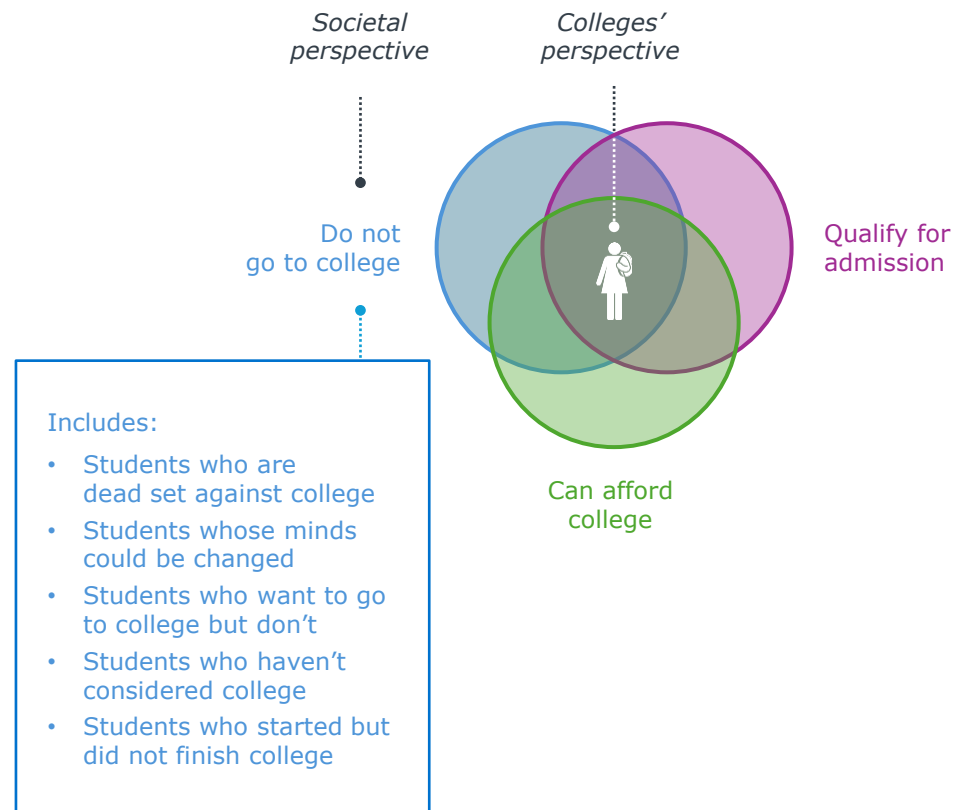 Societal
perspective
Colleges’
perspective
Do not
go to college
Qualify for
admission
Can afford
college
Includes:
• Students who are
dead set against college
• Students whose minds
could be changed
• Students who want to go
to college but don’t
• Students who haven’t
considered college
• Students who started but
did not finish college